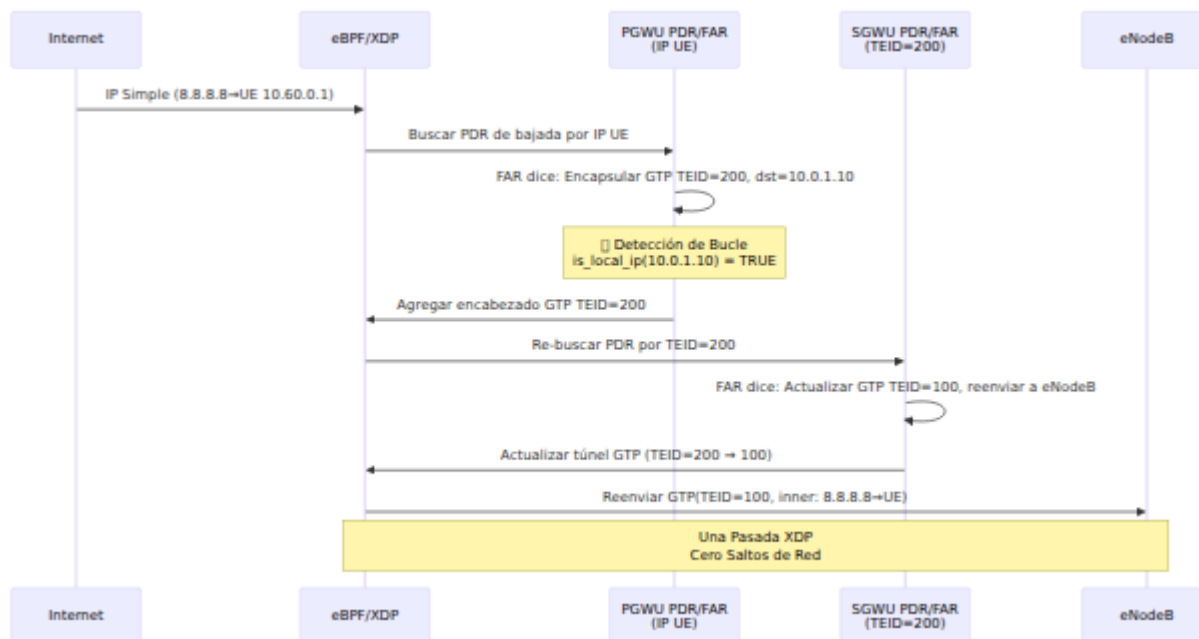 Internet
eBPF/XDP
PGWU PDR/FAR
(IP UE)
SGWU PDR/FAR
(TEID=200)
eNodeB
IP Simple (8.8.8.8→UE 10.60.0.1)
Buscar PDR de bajada por IP UE
FAR dice: Encapsular GTP TEID=200, dst=10.0.1.10
Detección de Bucle
is_local_ip(10.0.1.10) = TRUE
Agregar encabezado GTP TEID=200
Re-buscar PDR por TEID=200
FAR dice: Actualizar GTP TEID=100, reenviar a eNodeB
Actualizar túnel GTP (TEID=200 → 100)
Reenviar GTP(TEID=100, inner: 8.8.8.8→UE)
Una Pasada XDP
Cero Saltos de Red
Internet
eBPF/XDP
PGWU PDR/FAR
(IP UE)
SGWU PDR/FAR
(TEID=200)
eNodeB